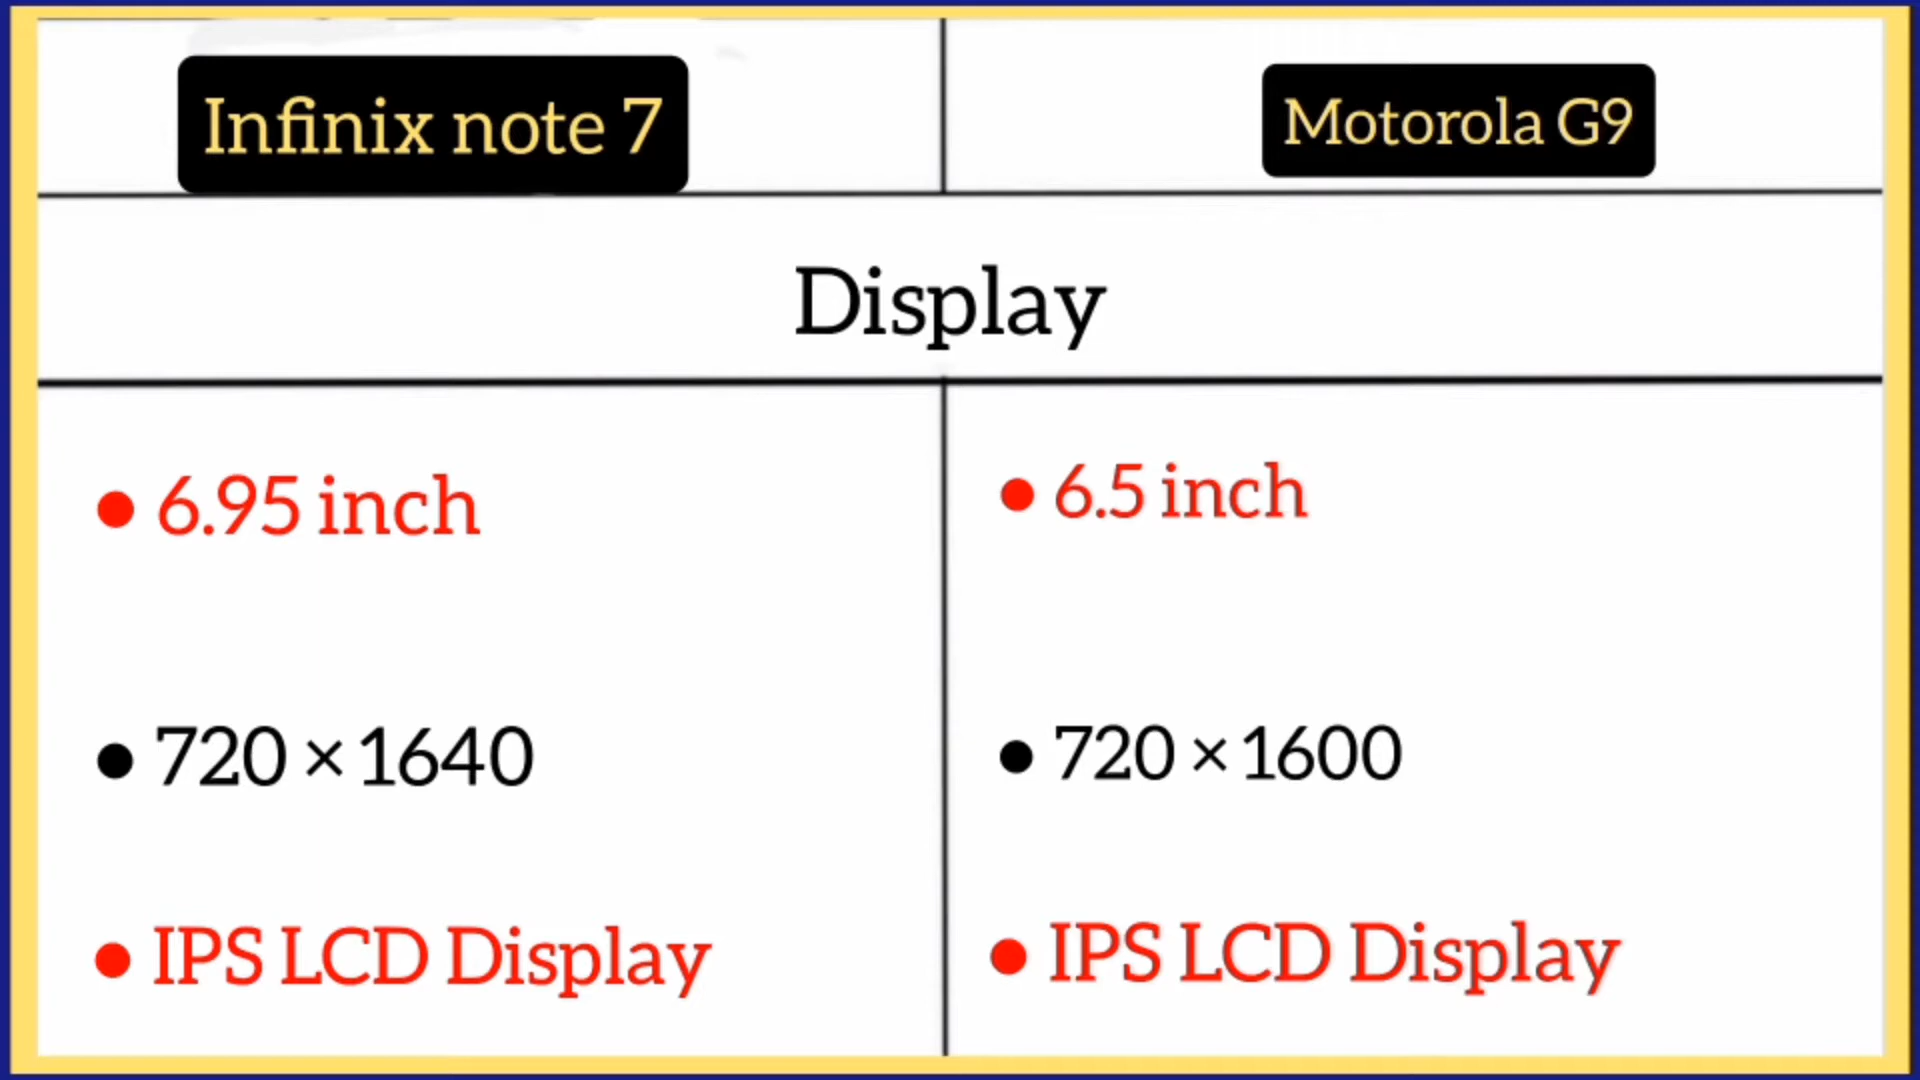 Infinix note 7
Motorola G9
Display
• 6.95 inch
• 6.5 inch
• 720 × 1640
• 720 × 1600
• IPS LCD Display
• IPS LCD Display